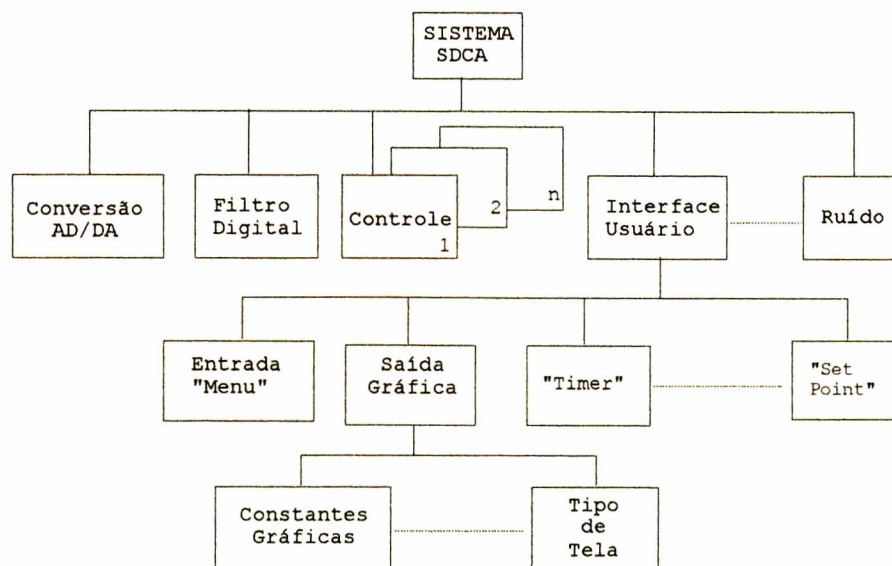 SISTEMA
SDCA
Conversão
AD/DA
Filtro
Digital
Controle
1
2
n
Interface
Usuário
Ruído
Entrada
"Menu"
Saída
Gráfica
"Timer"
"Set
Point"
Constantes
Gráficas
Tipo
de
Tela